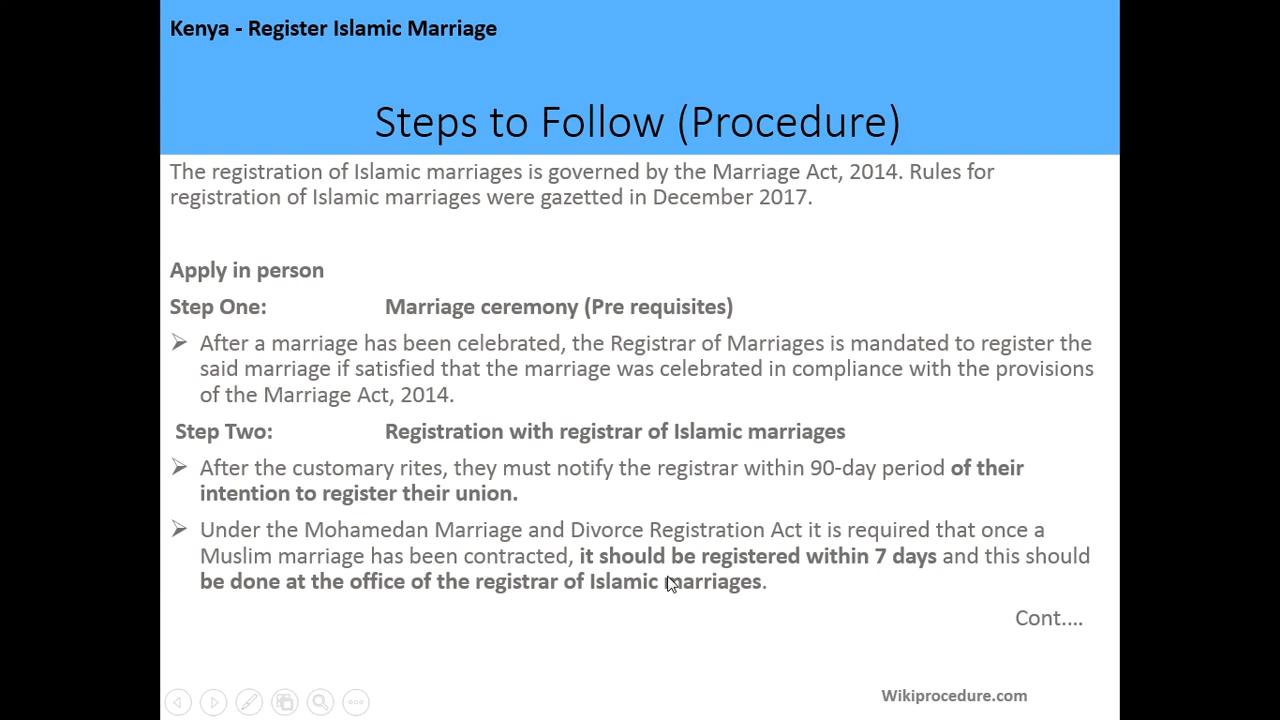 Kenya - Register Islamic Marriage
Steps to Follow (Procedure)
The registration of Islamic marriages is governed by the Marriage Act, 2014. Rules for
registration of Islamic marriages were gazetted in December 2017.
Apply in person
Step One: Marriage ceremony (Pre requisites)
After a marriage has been celebrated, the Registrar of Marriages is mandated to register the
said marriage if satisfied that the marriage was celebrated in compliance with the provisions
of the Marriage Act, 2014.
Step Two: Registration with registrar of Islamic marriages
After the customary rites, they must notify the registrar within 90-day period of their
intention to register their union.
Under the Mohamedan Marriage and Divorce Registration Act it is required that once a
Muslim marriage has been contracted, it should be registered within 7 days and this should
be done at the office of the registrar of Islamic marriages.
Cont....
Wikiprocedure.com